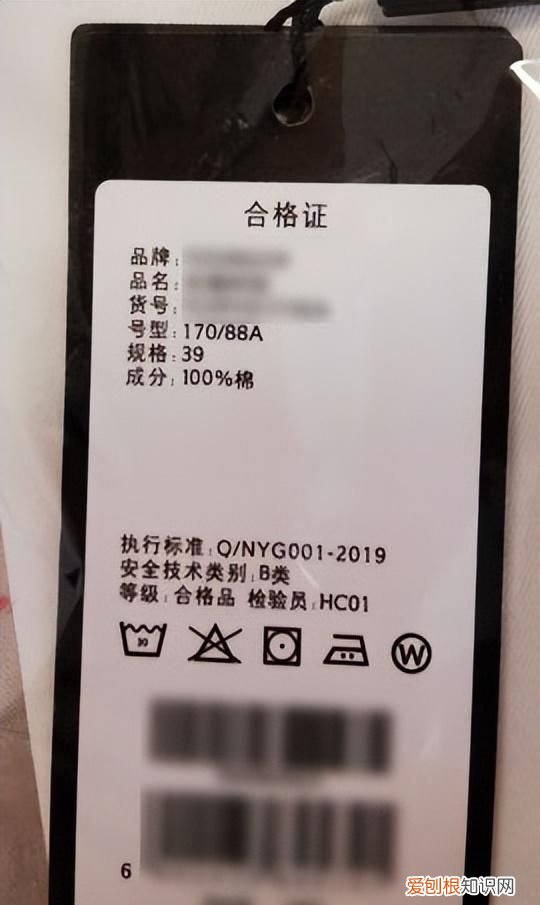 合格证
品牌:
品名:
货号:
号型:170/88A
规格:39
成分:100%棉
执行标准:Q/NYG001-2019
安全技术类别:B类
等级:合格品 检验员:HC01
30
W
6
爱刨根知识网